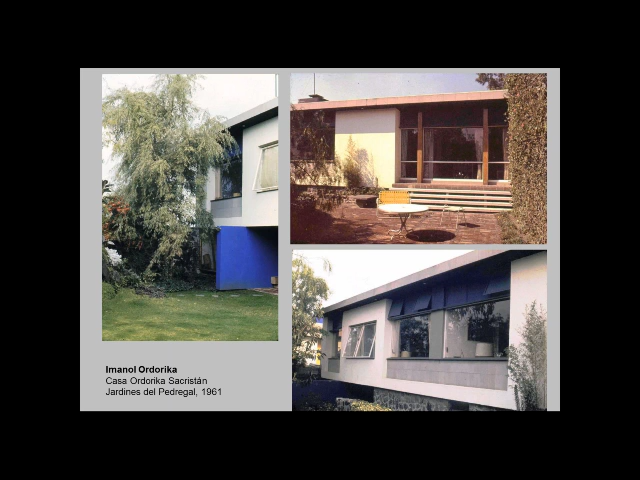 Imanol Ordorika
Casa Ordorika Sacristán
Jardines del Pedregal, 1961